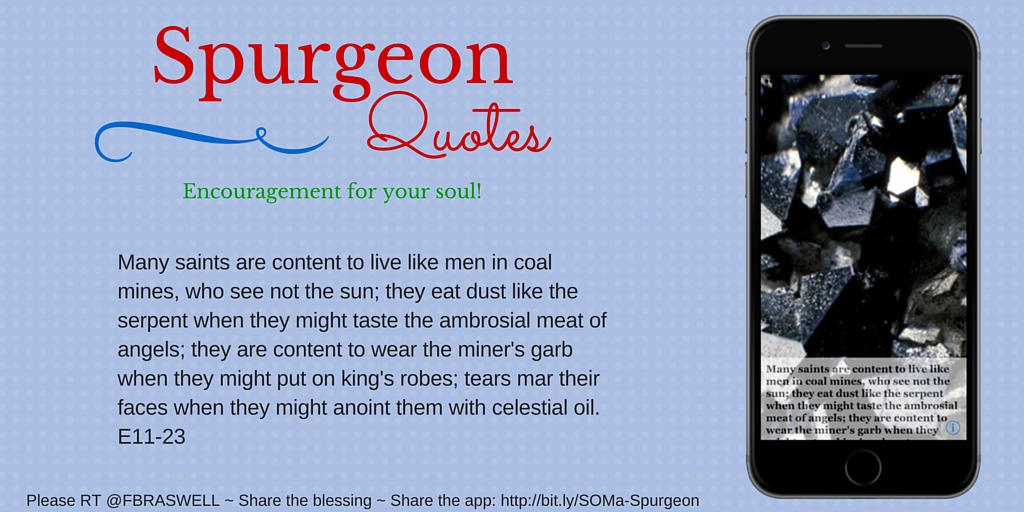 Spurgeon
Quotes
Encouragement for your soul!
Many saints are content to live like men in coal
mines, who see not the sun; they eat dust like the
serpent when they might taste the ambrosial meat of
angels; they are content to wear the miner's garb
when they might put on king's robes; tears mar their
faces when they might anoint them with celestial oil.
E11-23
Please RT @FBRASWELL ~ Share the blessing ~ Share the app: http://bit.ly/SOMa-Spurgeon
Many saints are content to live like
men in coal mines, who see not the
sun; they eat dust like the serpent
when they might taste the ambrosial
meat of angels; they are content to
wear the miner's garb when they